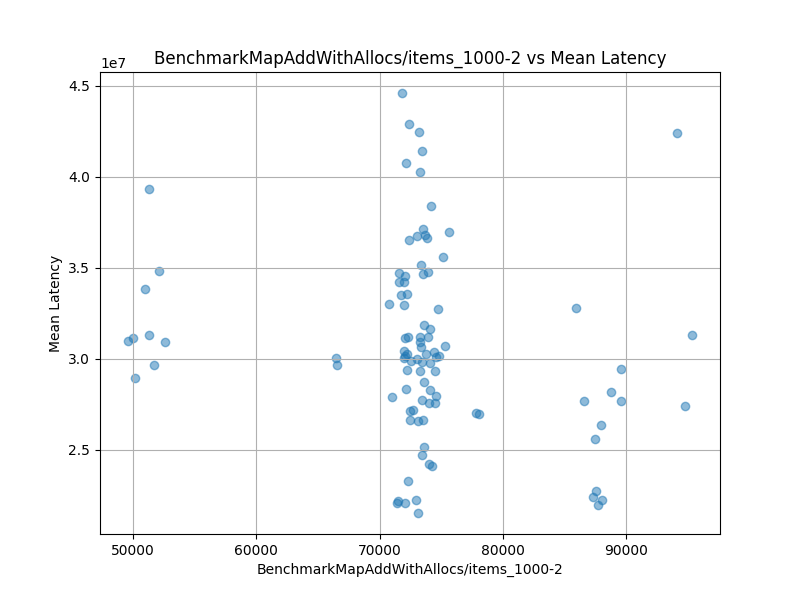 BenchmarkMapAddWithAllocs/items_1000-2 vs Mean Latency
1e7
4.5
4.0
3.5
3.0
2.5
Mean Latency
50000 60000 70000 80000 90000
BenchmarkMapAddWithAllocs/items_1000-2